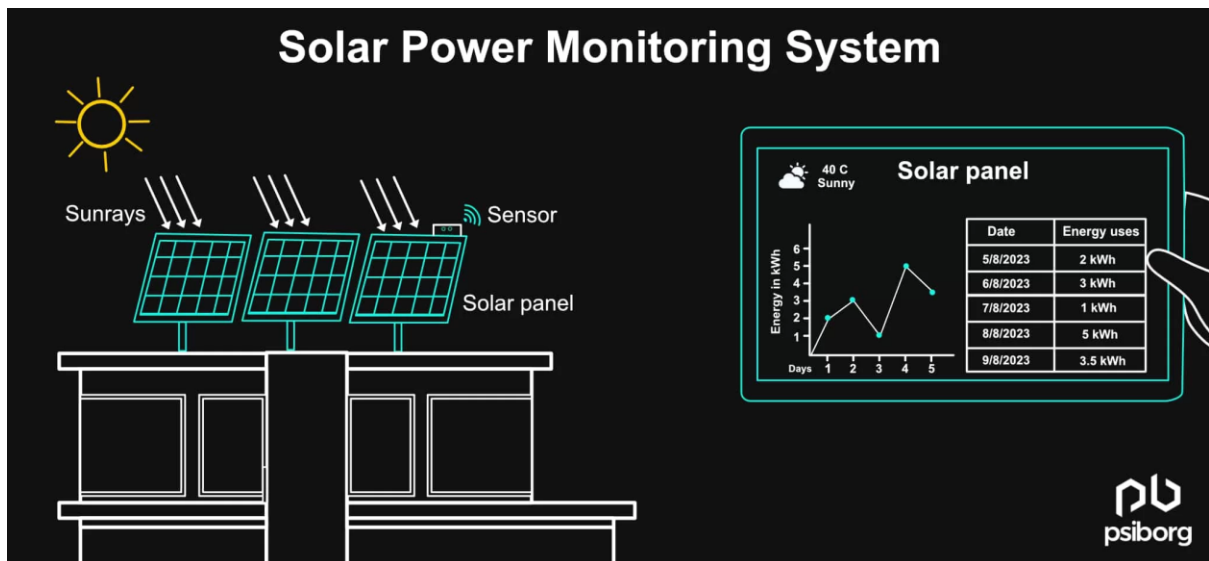 Solar Power Monitoring System
Sunrays
Sensor
Solar panel
40 C
Sunny
Solar panel
Energy in kWh
6
5
4
3
2
1
Days 1 2 3 4 5
Date Energy uses
5/8/2023 2 kWh
6/8/2023 3 kWh
7/8/2023 1 kWh
8/8/2023 5 kWh
9/8/2023 3.5 kWh
pb
psiborg